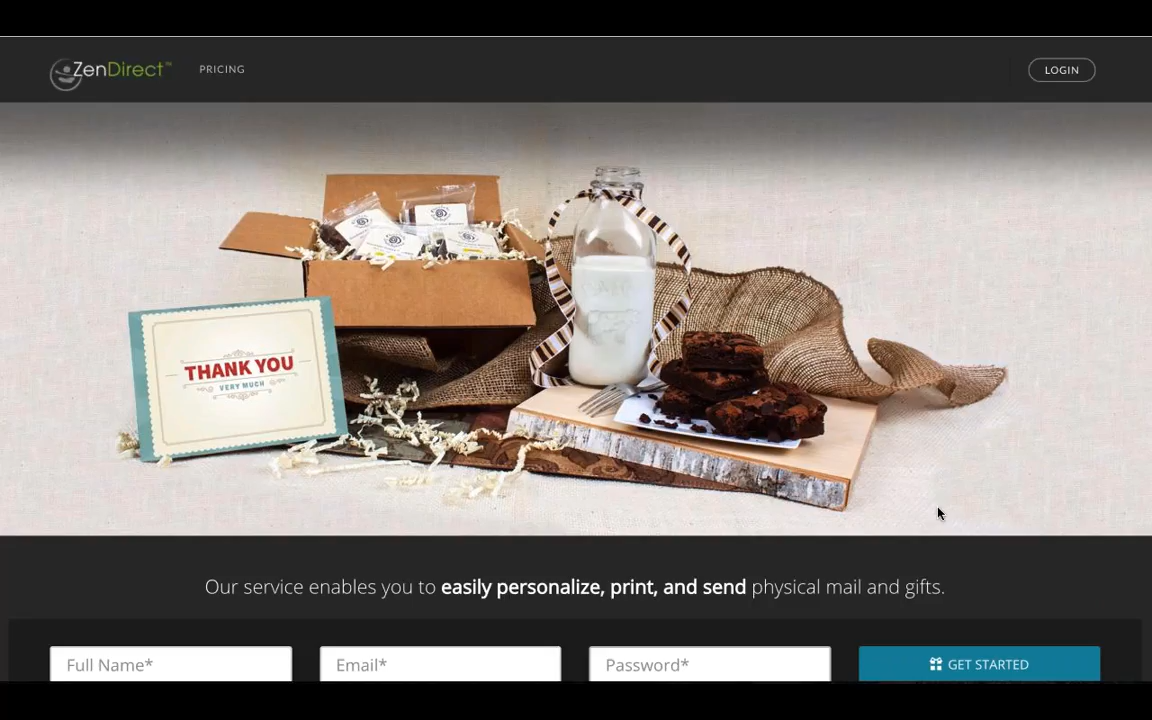 ZenDirect™
PRICING
LOGIN
THANK YOU
VERY MUCH
Our service enables you to easily personalize, print, and send physical mail and gifts.
Full Name*
Email*
Password*
GET STARTED